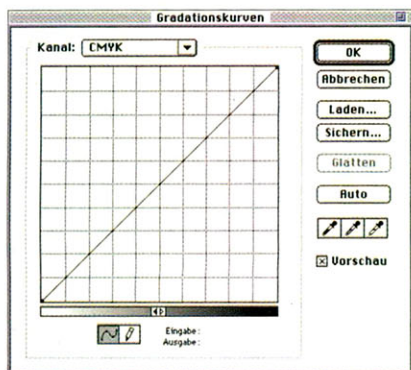 Gradationskurven
Kanal: CMYK
OK
Abbrechen
Laden...
Sichern...
Glätten
Auto
Vorschau
Eingabe:
Ausgabe: